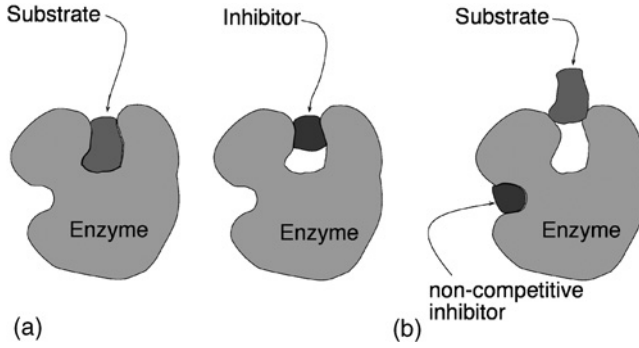 Substrate
Inhibitor
Substrate
Enzyme
Enzyme
Enzyme
non-competitive
inhibitor
(a)
(b)